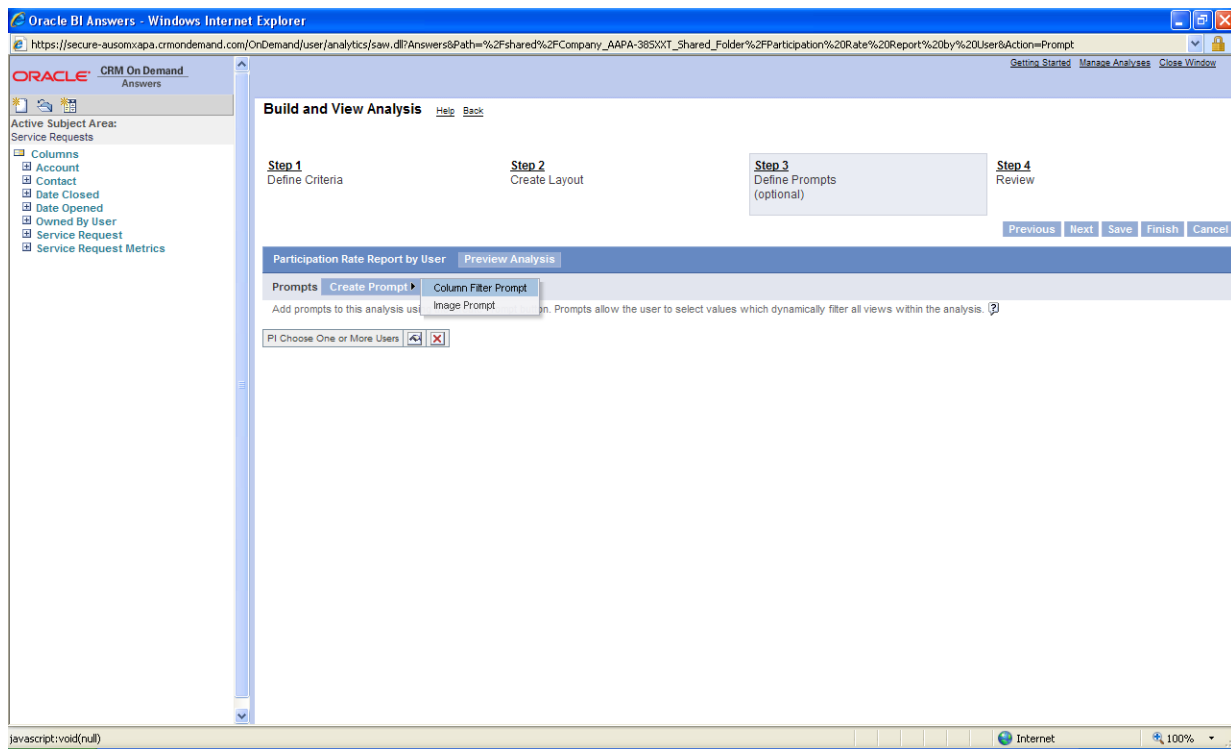 Oracle BI Answers - Windows Internet Explorer
https://secure-ausomxapa.crmondemand.com/OnDemand/user/analytics/saw.dll?Answers&Path=%2Fshared%2FCompany_AAPA-38SXXT_Shared_Folder%2FParticipation%20Rate%20Report%20by%20User&Action=Prompt
ORACLE CRM On Demand
Answers
Getting Started Manage Analyses Close Window
Active Subject Area:
Service Requests
Columns
Account
Contact
Date Closed
Date Opened
Owned By User
Service Request
Service Request Metrics
Build and View Analysis Help Back
Step 1 Step 2 Step 3 Step 4
Define Criteria Create Layout Define Prompts Review
(optional)
Previous Next Save Finish Cancel
Participation Rate Report by User Preview Analysis
Prompts Create Prompt Column Filter Prompt
Image Prompt
Add prompts to this analysis on. Prompts allow the user to select values which dynamically filter all views within the analysis.
PI Choose One or More Users
javascript:void(null) Internet 100%